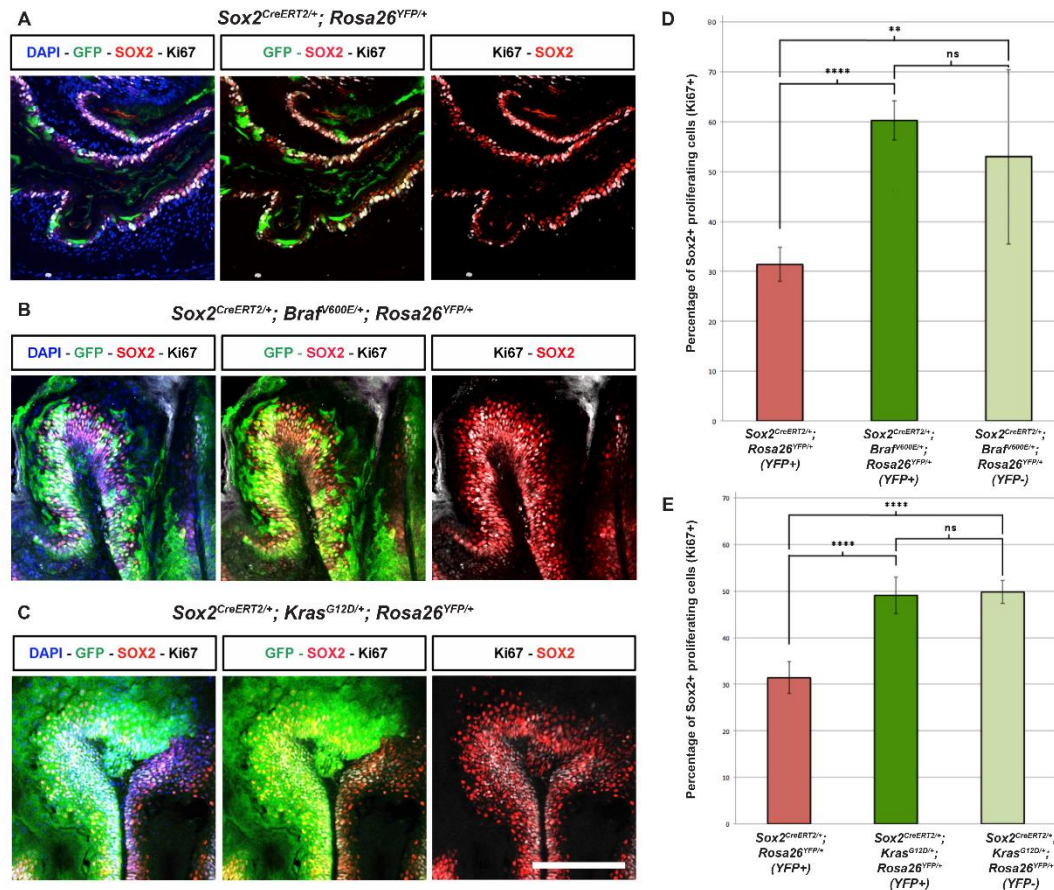 A
Sox2CreERT2/+; Rosa26YFP/+
DAPI - GFP - SOX2 - Ki67
GFP - SOX2 - Ki67
Ki67 - SOX2
B
Sox2CreERT2/+; BrafV600E/+; Rosa26YFP/+
DAPI - GFP - SOX2 - Ki67
GFP - SOX2 - Ki67
Ki67 - SOX2
C
Sox2CreERT2/+; KrasG12D/+; Rosa26YFP/+
DAPI - GFP - SOX2 - Ki67
GFP - SOX2 - Ki67
Ki67 - SOX2
D
Percentage of Sox2+ proliferating cells (Ki67+)
80
70
60
50
40
30
20
10
0
**
****
ns
Sox2CreERT2/+;
Rosa26YFP/+
(YFP+)
Sox2CreERT2/+;
BrafV600E/+;
Rosa26YFP/+
(YFP+)
Sox2CreERT2/+;
BrafV600E/+;
Rosa26YFP/+
(YFP-)
E
Percentage of Sox2+ proliferating cells (Ki67+)
70
60
50
40
30
20
10
0
****
****
ns
Sox2CreERT2/+;
Rosa26YFP/+
(YFP+)
Sox2CreERT2/+;
KrasG12D/+;
Rosa26YFP/+
(YFP+)
Sox2CreERT2/+;
KrasG12D/+;
Rosa26YFP/+
(YFP-)